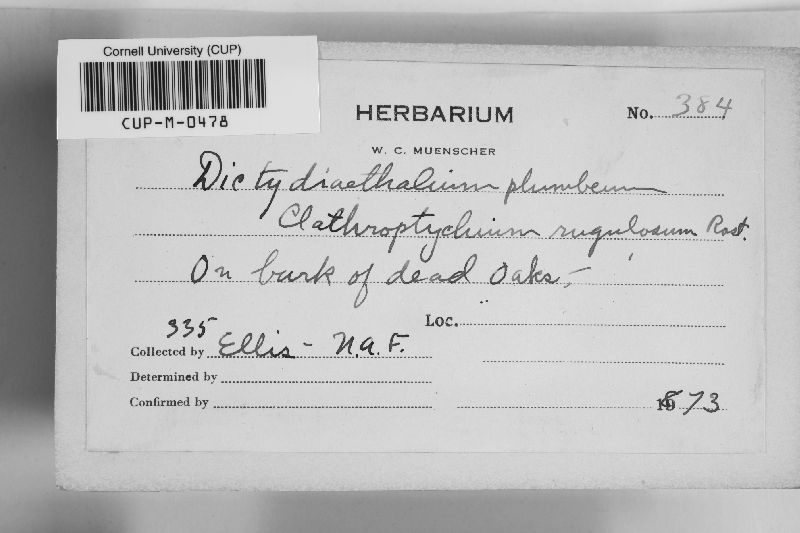 Cornell University (CUP)
CUP-M-0478
HERBARIUM
No. 384
W. C. MUENSCHER
Dictydiaethalium plumbeum
Clathroptychium rugulosum Rost.
On bark of dead Oaks,-
Loc.
335
Collected by Ellis - N.a.F.
Determined by
Confirmed by
1873